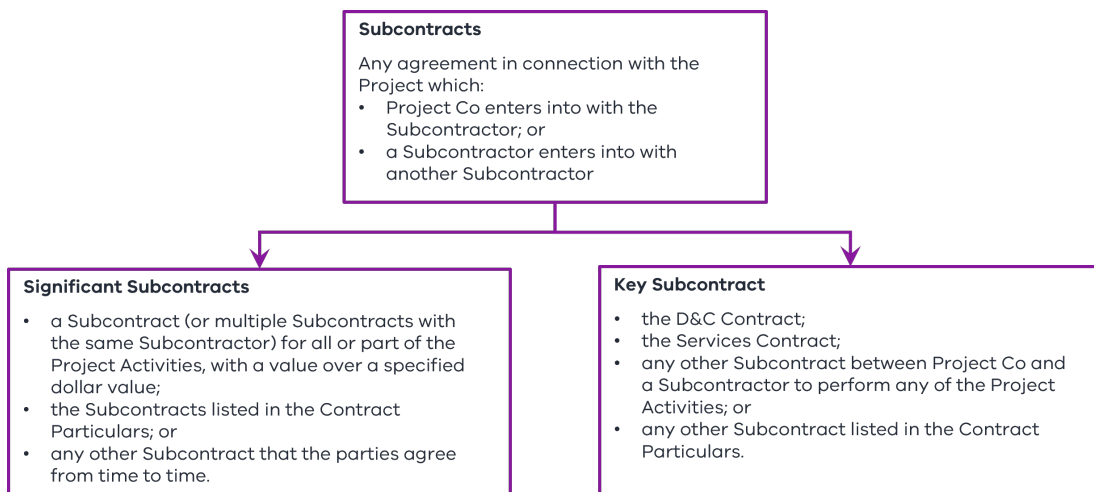 Subcontracts
Any agreement in connection with the
Project which:
• Project Co enters into with the
Subcontractor; or
• a Subcontractor enters into with
another Subcontractor
Significant Subcontracts
• a Subcontract (or multiple Subcontracts with
the same Subcontractor) for all or part of the
Project Activities, with a value over a specified
dollar value;
• the Subcontracts listed in the Contract
Particulars; or
• any other Subcontract that the parties agree
from time to time.
Key Subcontract
• the D&C Contract;
• the Services Contract;
• any other Subcontract between Project Co and
a Subcontractor to perform any of the Project
Activities; or
• any other Subcontract listed in the Contract
Particulars.